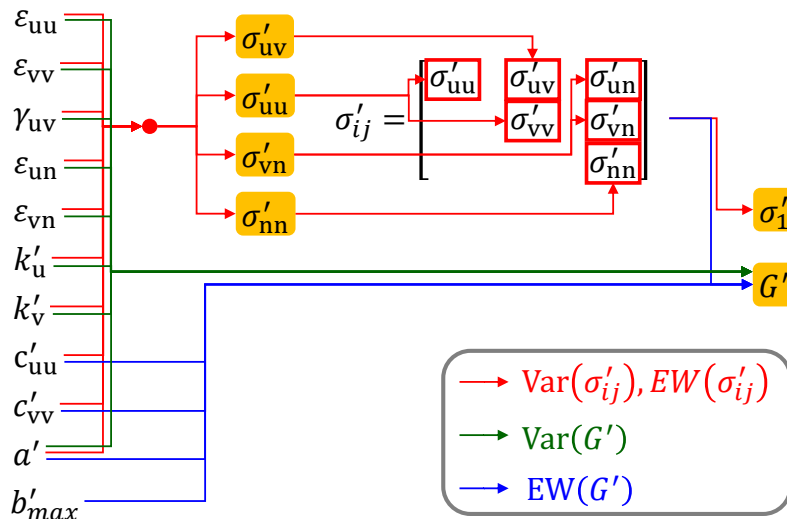 ε_uu
ε_vv
γ_uv
ε_un
ε_vn
k′_u
k′_v
c′_uu
c′_vv
a′
b′_max
σ′_uv
σ′_uu
σ′_vn
σ′_nn
σ′_ij = [
σ′_uu σ′_uv σ′_un
σ′_vv σ′_vn
σ′_nn
]
σ′_1
G′
Var(σ′_ij), EW(σ′_ij)
Var(G′)
EW(G′)